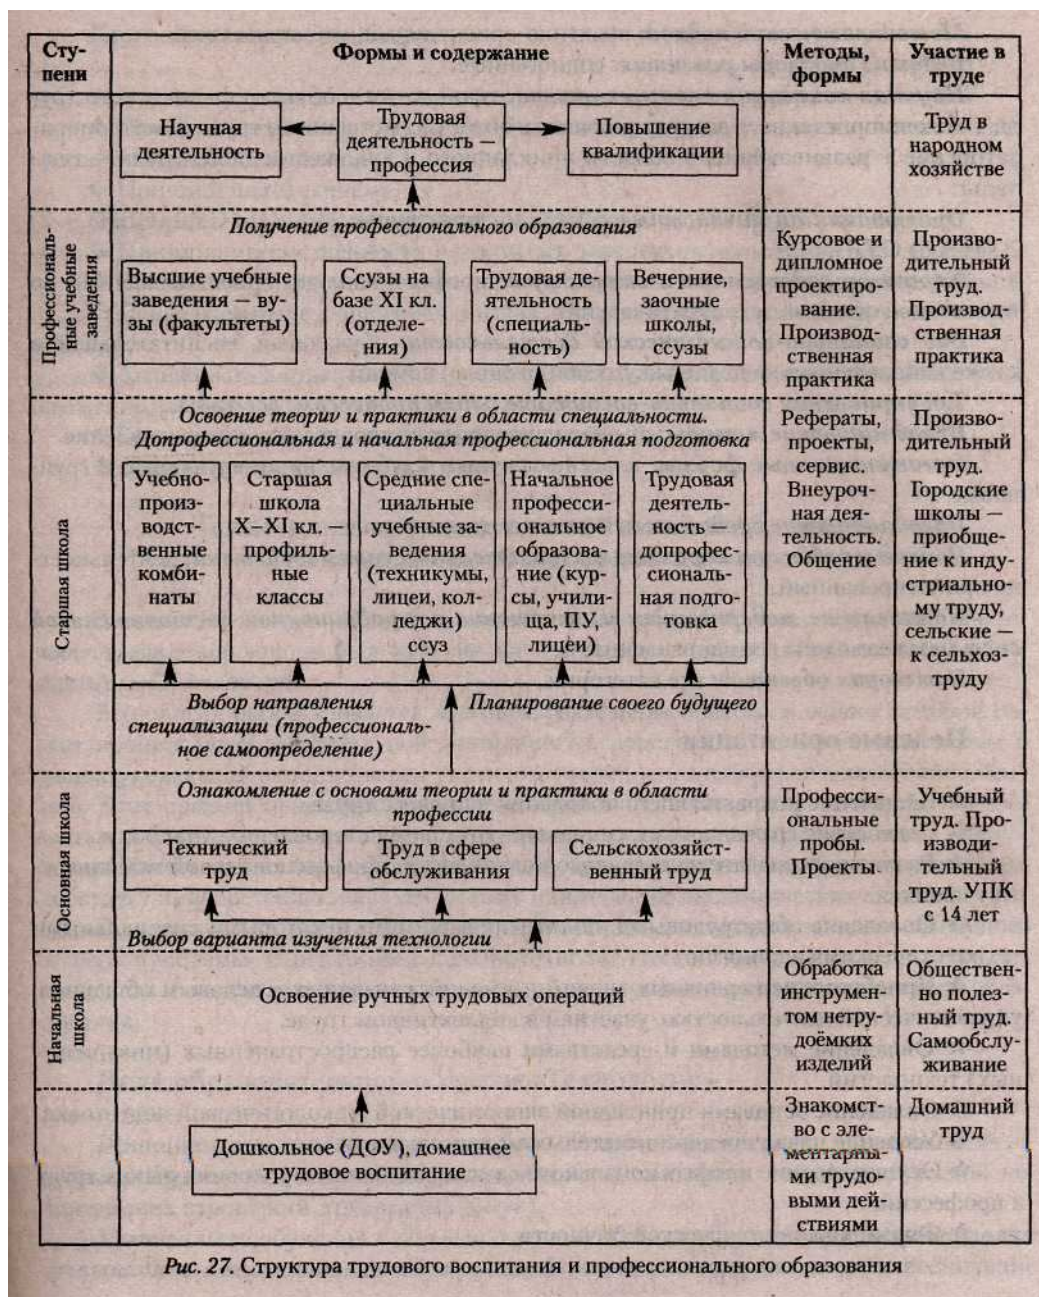 Сту-
пени
Формы и содержание
Методы,
формы
Участие в
труде
Научная
деятельность
Трудовая
деятельность —
профессия
Повышение
квалификации
Труд в
народном
хозяйстве
Профессиональ-
ные учебные
заведения
Получение профессионального образования
Высшие учебные
заведения — ву-
зы (факультеты)
Ссузы на
базе XI кл.
(отделе-
ния)
Трудовая де-
ятельность
(специаль-
ность)
Вечерние,
заочные
школы,
ссузы
Курсовое и
дипломное
проектиро-
вание.
Производ-
ственная
практика
Произво-
дительный
труд.
Производ-
ственная
практика
Старшая школа
Освоение теории и практики в области специальности.
Допрофессиональная и начальная профессиональная подготовка
Учебно-
произ-
водст-
венные
комби-
наты
Старшая
школа
X–XI кл. —
профиль-
ные
классы
Средние спе-
циальные
учебные за-
ведения
(техникумы,
лицеи, кол-
леджи)
ссуз
Начальное
професси-
ональное
образова-
ние (кур-
сы, учили-
ща, ПУ,
лицеи)
Трудовая
деятель-
ность —
допрофес-
сиональ-
ная подго-
товка
Выбор направления
специализации (профессиональ-
ное самоопределение)
Планирование своего будущего
Рефераты,
проекты,
сервис.
Внеуроч-
ная дея-
тельность.
Общение
Произво-
дительный
труд.
Городские
школы —
приобще-
ние к инду-
стриально-
му труду,
сельские —
к сельхоз-
труду
Основная школа
Ознакомление с основами теории и практики в области
профессии
Технический
труд
Труд в сфере
обслуживания
Сельскохозяйст-
венный труд
Выбор варианта изучения технологии
Професси-
ональные
пробы.
Проекты.
Учебный
труд. Про-
изводи-
тельный
труд. УПК
с 14 лет
Начальная
школа
Освоение ручных трудовых операций
Обработка
инструмен-
том нетру-
доёмких
изделий
Обществен-
но полез-
ный труд.
Самообслу-
живание
Дошкольное (ДОУ), домашнее
трудовое воспитание
Знакомст-
во с эле-
ментарны-
ми трудо-
выми дей-
ствиями
Домашний
труд
Рис. 27. Структура трудового воспитания и профессионального образования